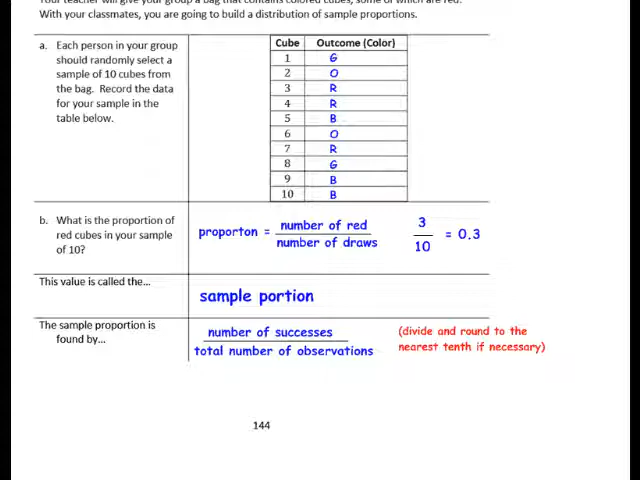 Your teacher will give your group a bag that contains colored cubes, some of which are red.
With your classmates, you are going to build a distribution of sample proportions.
a. Each person in your group
should randomly select a
sample of 10 cubes from
the bag. Record the data
for your sample in the
table below.
Cube Outcome (Color)
1 G
2 O
3 R
4 R
5 B
6 O
7 R
8 G
9 B
10 B
b. What is the proportion of
red cubes in your sample
of 10?
proporton = number of red
number of draws
3
10
= 0.3
This value is called the...
sample portion
The sample proportion is
found by...
number of successes
total number of observations
(divide and round to the
nearest tenth if necessary)
144